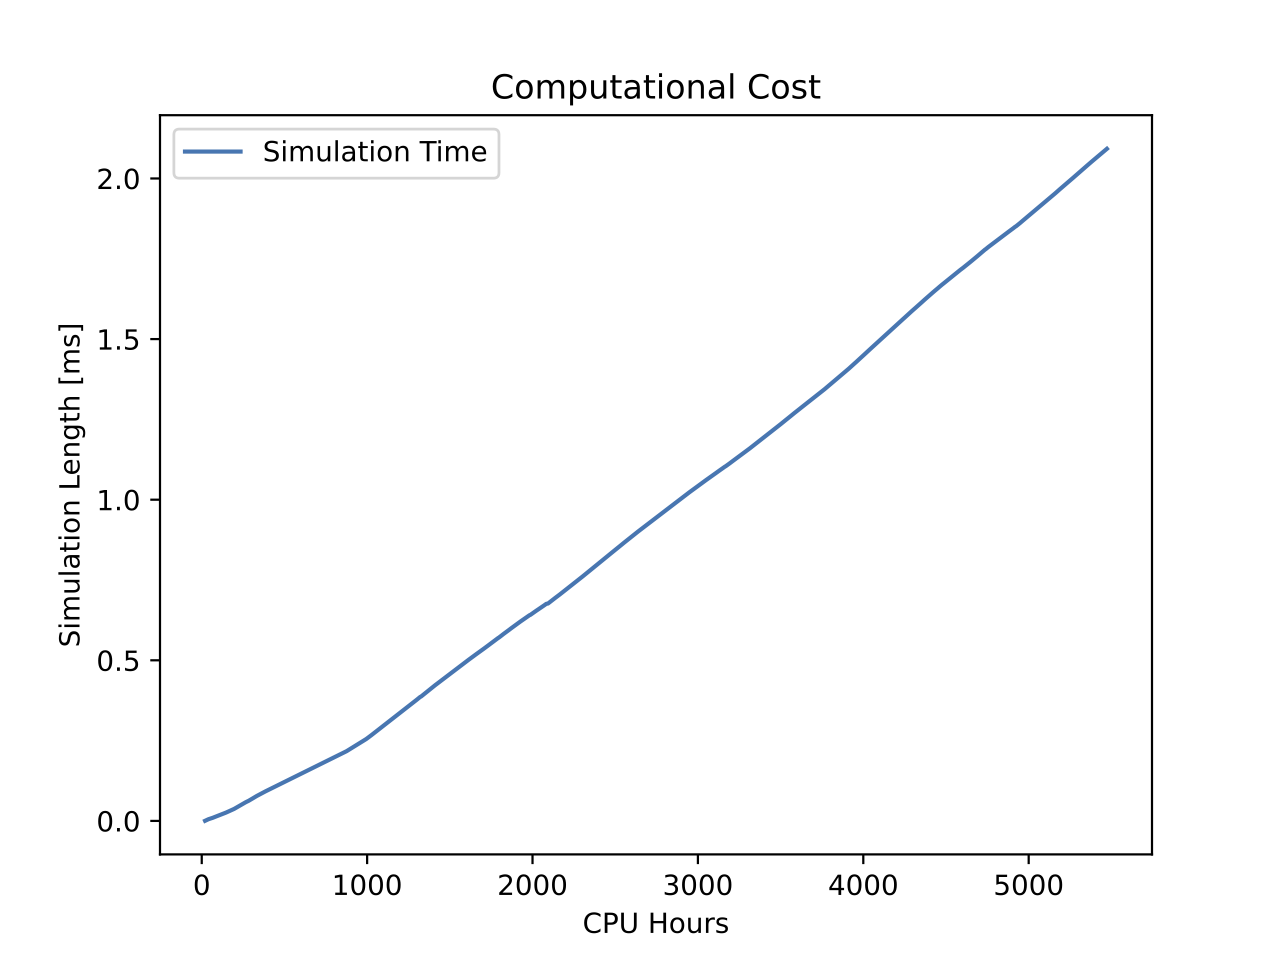 Computational Cost
Simulation Time
2.0
1.5
1.0
0.5
0.0
Simulation Length [ms]
0 1000 2000 3000 4000 5000
CPU Hours